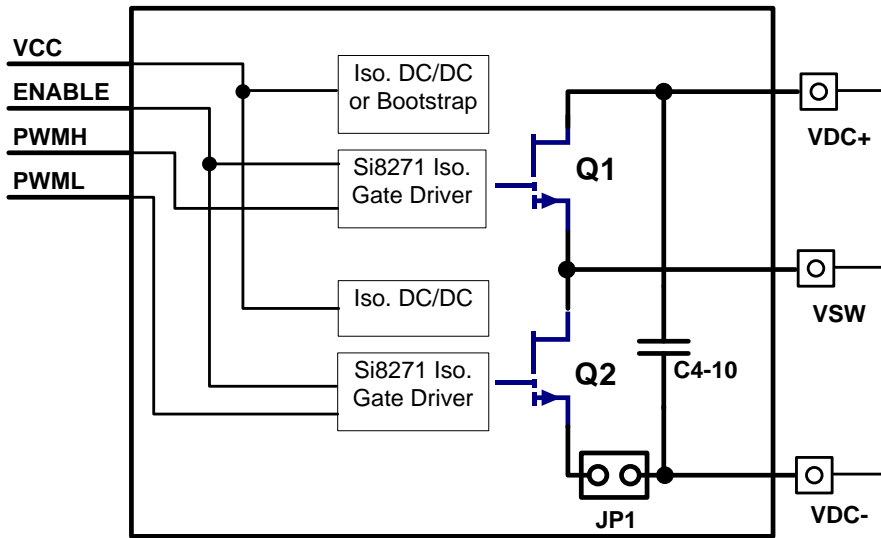 VCC
ENABLE
PWMH
PWML
Iso. DC/DC
or Bootstrap
Si8271 Iso.
Gate Driver
Iso. DC/DC
Si8271 Iso.
Gate Driver
Q1
Q2
C4-10
JP1
VDC+
VSW
VDC-